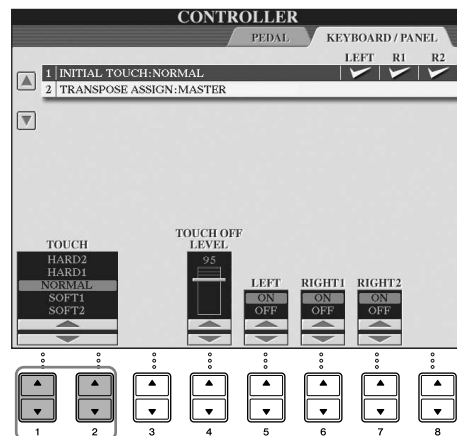 CONTROLLER
PEDAL KEYBOARD / PANEL
LEFT R1 R2
1 INITIAL TOUCH:NORMAL
2 TRANSPOSE ASSIGN:MASTER
TOUCH
HARD2
HARD1
NORMAL
SOFT1
SOFT2
TOUCH OFF
LEVEL
95
LEFT
ON
OFF
RIGHT1
ON
OFF
RIGHT2
ON
OFF
1 2 3 4 5 6 7 8